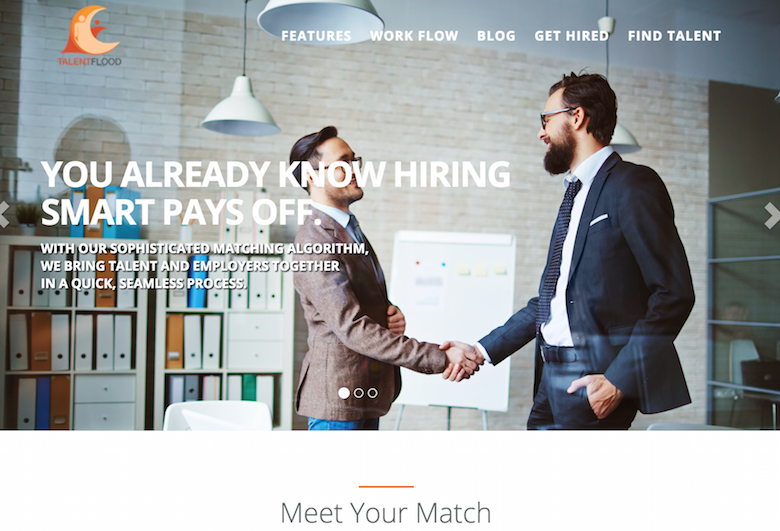 FEATURES WORK FLOW BLOG GET HIRED FIND TALENT
TALENTFLOOD
YOU ALREADY KNOW HIRING
SMART PAYS OFF.
WITH OUR SOPHISTICATED MATCHING ALGORITHM,
WE BRING TALENT AND EMPLOYERS TOGETHER
IN A QUICK, SEAMLESS PROCESS.
Meet Your Match